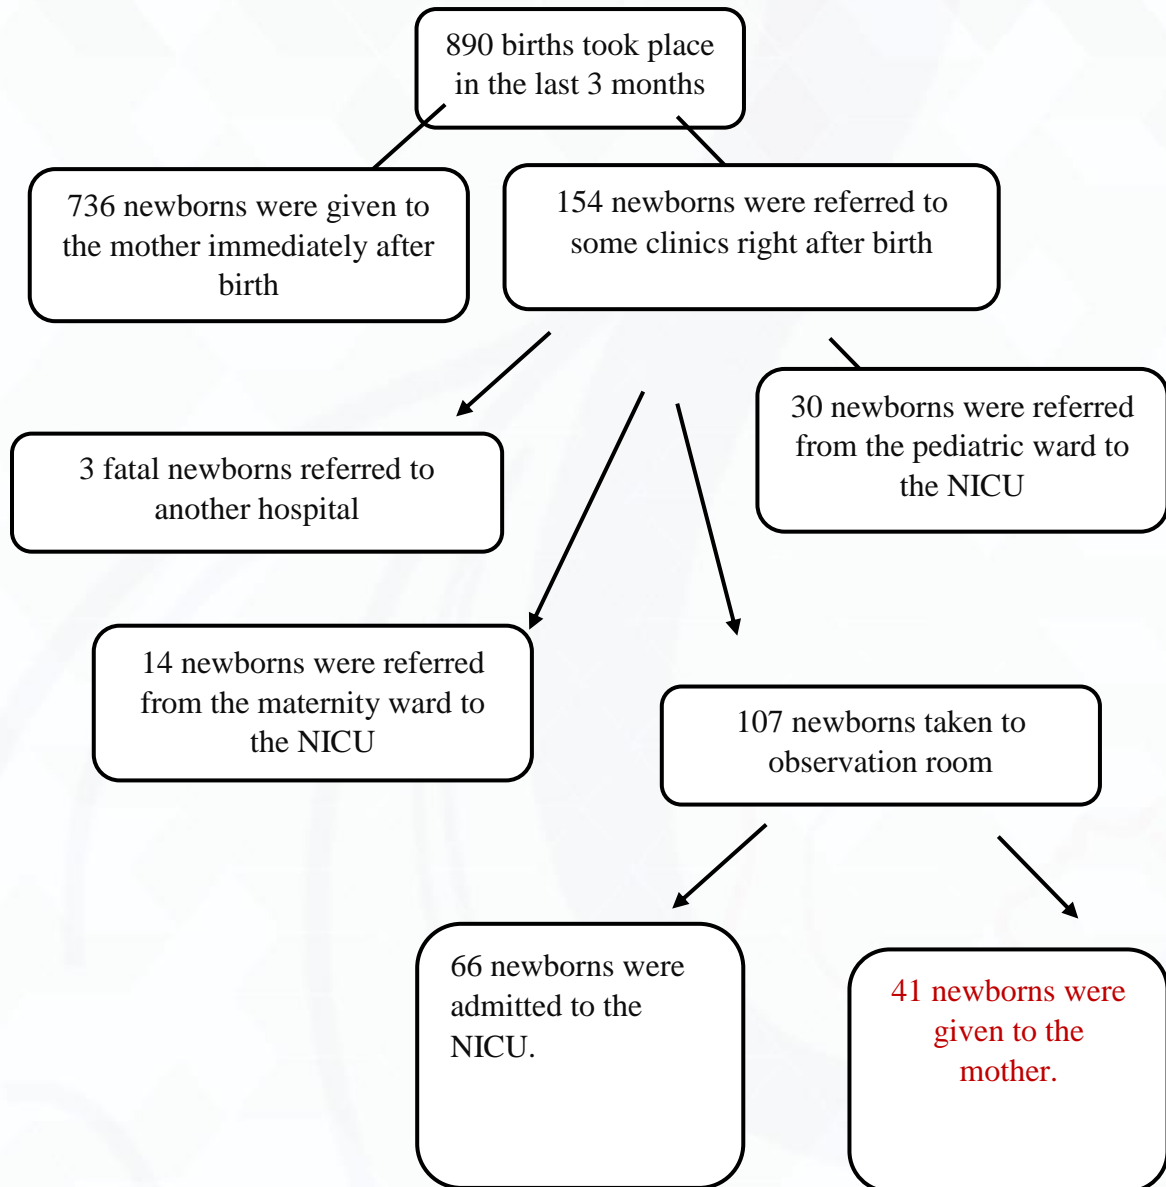 890 births took place
in the last 3 months
736 newborns were given to
the mother immediately after
birth
154 newborns were referred to
some clinics right after birth
30 newborns were referred
from the pediatric ward to
the NICU
3 fatal newborns referred to
another hospital
14 newborns were referred
from the maternity ward to
the NICU
107 newborns taken to
observation room
66 newborns were
admitted to the
NICU.
41 newborns were
given to the
mother.